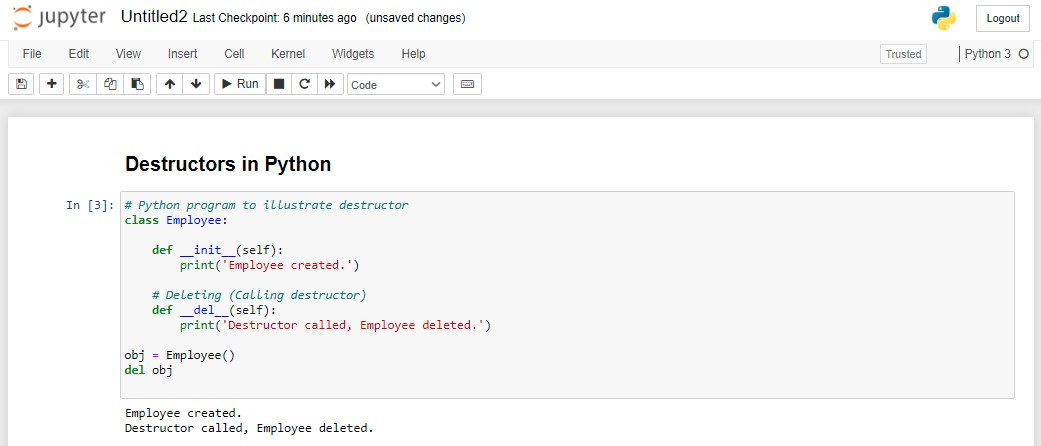 jupyter Untitled2 Last Checkpoint: 6 minutes ago (unsaved changes) Logout
File Edit View Insert Cell Kernel Widgets Help Trusted Python 3
Run Code
Destructors in Python
In [3]: # Python program to illustrate destructor
class Employee:
    def __init__(self):
        print('Employee created.')
    # Deleting (Calling destructor)
    def __del__(self):
        print('Destructor called, Employee deleted.')
obj = Employee()
del obj
Employee created.
Destructor called, Employee deleted.